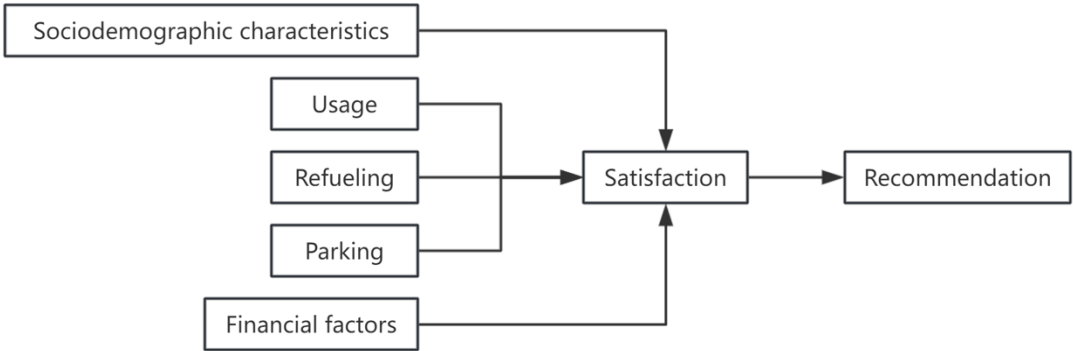 Sociodemographic characteristics
Usage
Refueling
Satisfaction
Recommendation
Parking
Financial factors